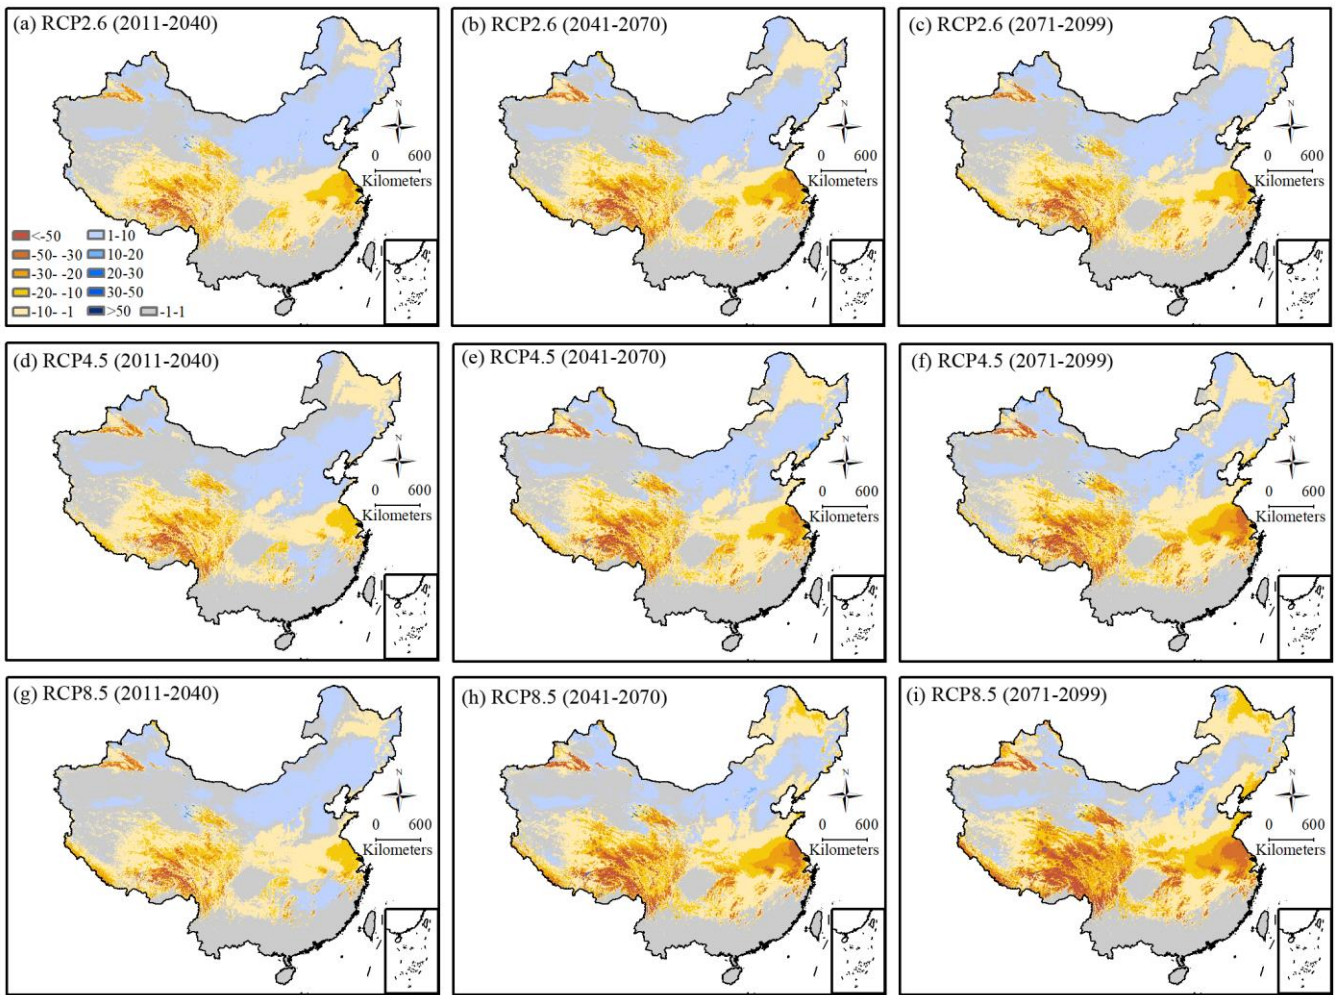 (a) RCP2.6 (2011-2040)
N
0 600
Kilometers
<-50 1-10
-50- -30 10-20
-30- -20 20-30
-20- -10 30-50
-10- -1 >50 -1-1
(b) RCP2.6 (2041-2070)
N
0 600
Kilometers
(c) RCP2.6 (2071-2099)
N
0 600
Kilometers
(d) RCP4.5 (2011-2040)
N
0 600
Kilometers
(e) RCP4.5 (2041-2070)
N
0 600
Kilometers
(f) RCP4.5 (2071-2099)
N
0 600
Kilometers
(g) RCP8.5 (2011-2040)
N
0 600
Kilometers
(h) RCP8.5 (2041-2070)
N
0 600
Kilometers
(i) RCP8.5 (2071-2099)
N
0 600
Kilometers